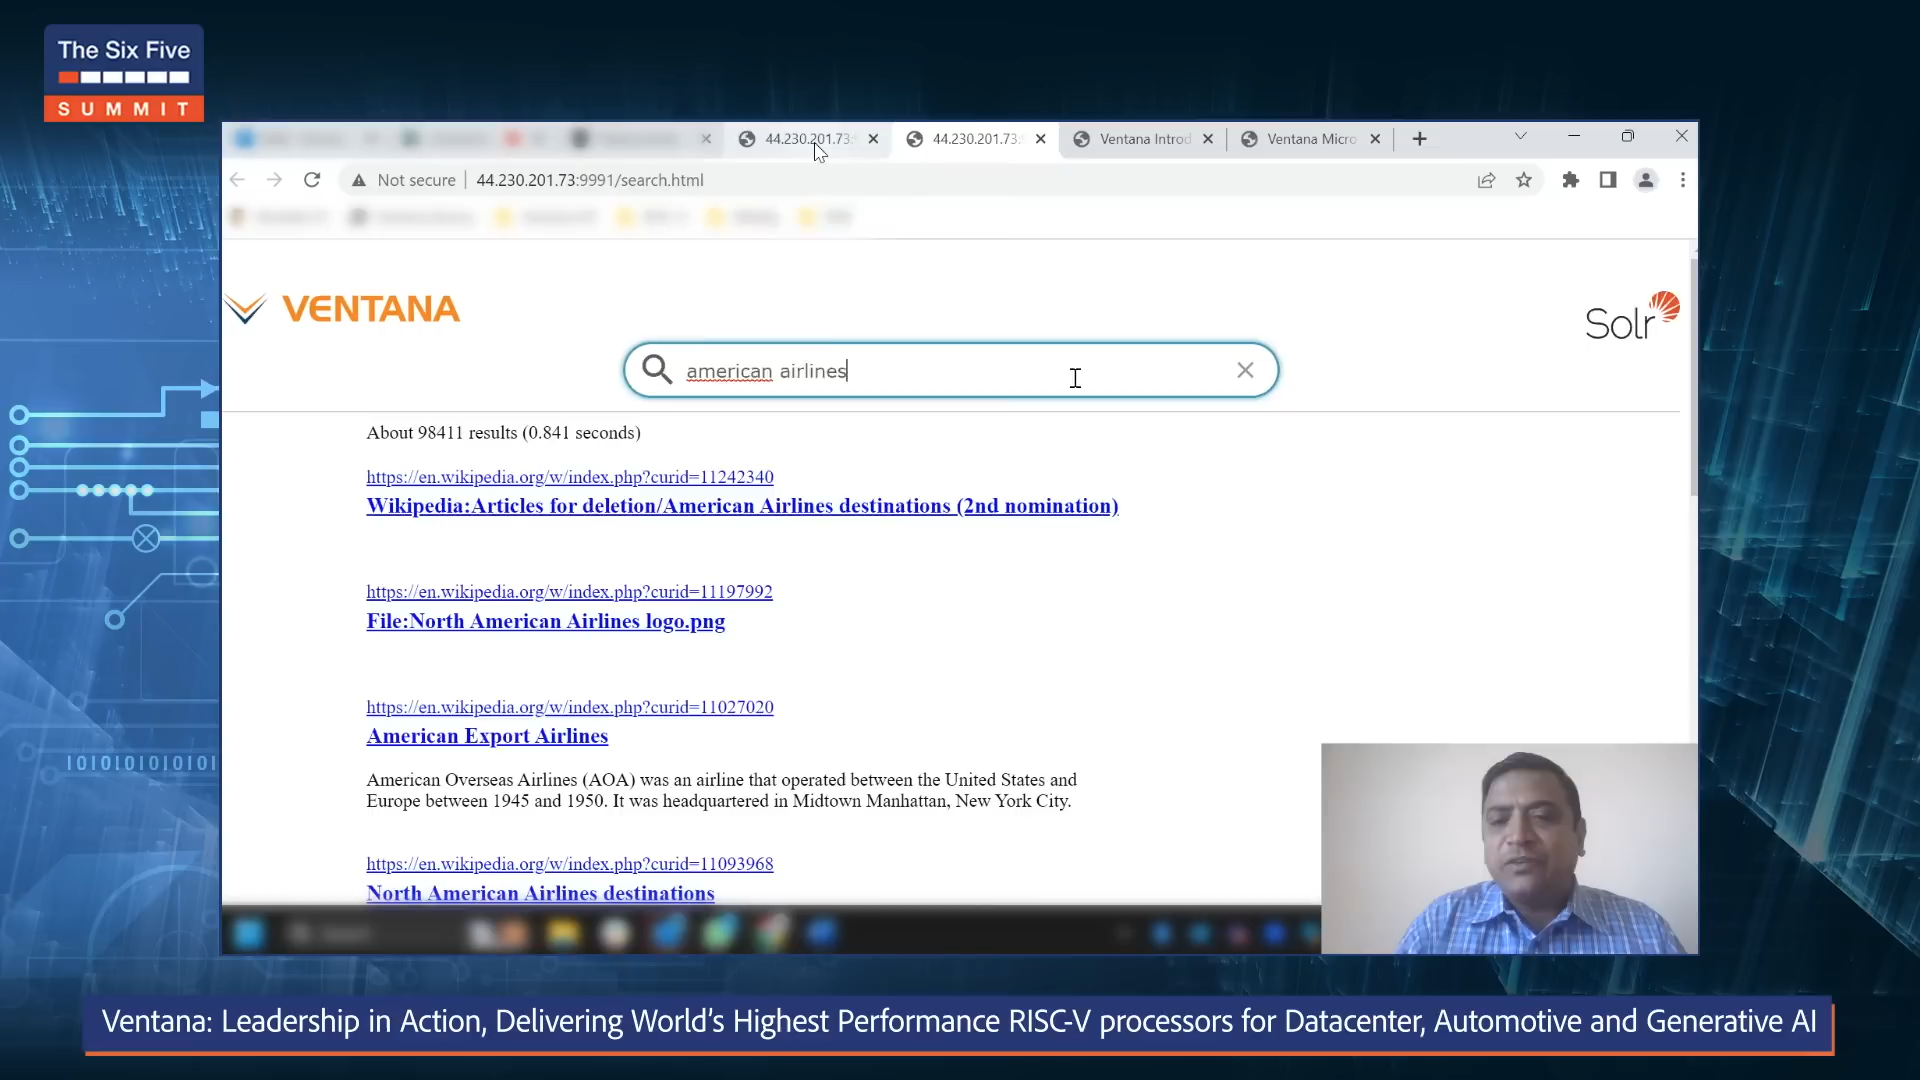 The Six Five
SUMMIT
44.230.201.73:
44.230.201.73:
Ventana Introd
Ventana Micro
Not secure
44.230.201.73:9991/search.html
VENTANA
Solr
american airlines
About 98411 results (0.841 seconds)
https://en.wikipedia.org/w/index.php?curid=11242340
Wikipedia:Articles for deletion/American Airlines destinations (2nd nomination)
https://en.wikipedia.org/w/index.php?curid=11197992
File:North American Airlines logo.png
https://en.wikipedia.org/w/index.php?curid=11027020
American Export Airlines
American Overseas Airlines (AOA) was an airline that operated between the United States and
Europe between 1945 and 1950. It was headquartered in Midtown Manhattan, New York City.
https://en.wikipedia.org/w/index.php?curid=11093968
North American Airlines destinations
101010101010
Ventana: Leadership in Action, Delivering World's Highest Performance RISC-V processors for Datacenter, Automotive and Generative AI